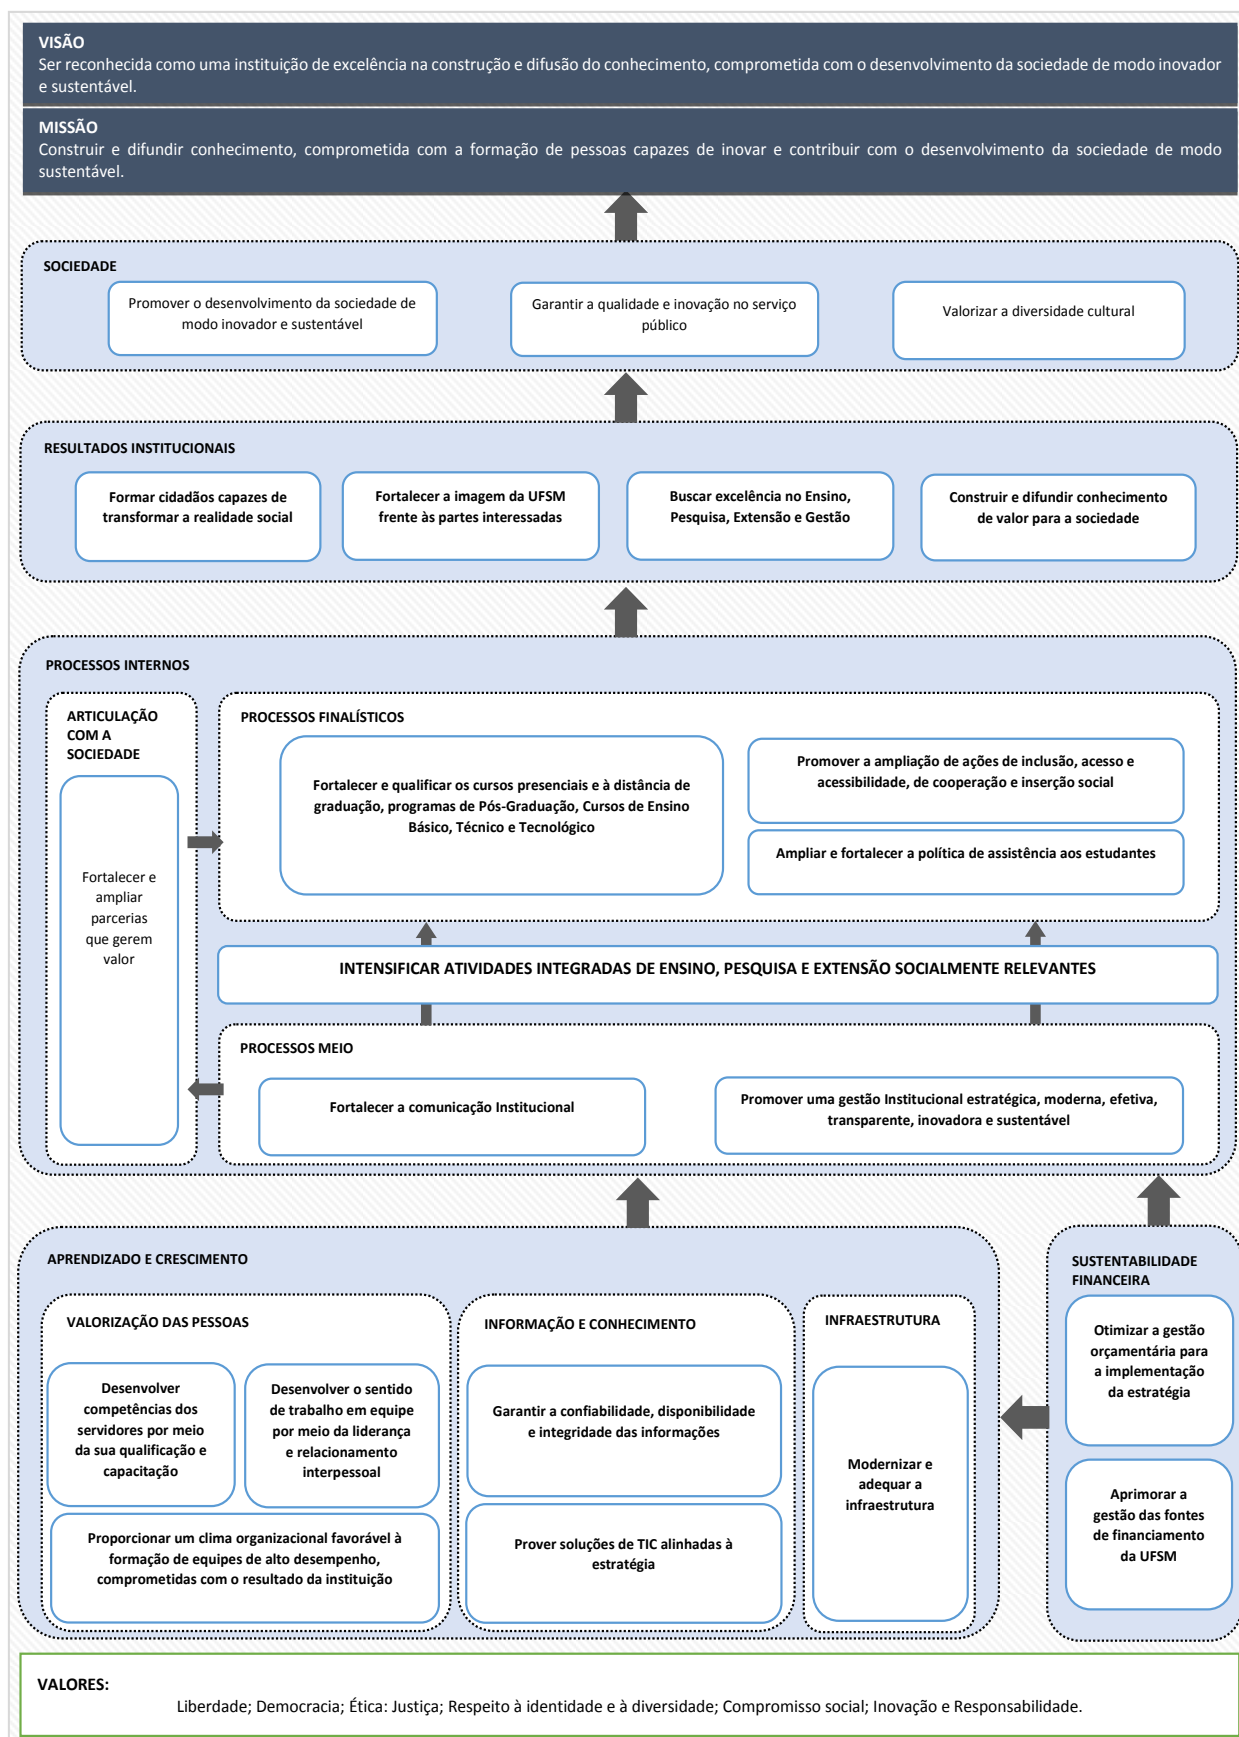 VISÃO
Ser reconhecida como uma instituição de excelência na construção e difusão do conhecimento, comprometida com o desenvolvimento da sociedade de modo inovador
e sustentável.
MISSÃO
Construir e difundir conhecimento, comprometida com a formação de pessoas capazes de inovar e contribuir com o desenvolvimento da sociedade de modo
sustentável.
SOCIEDADE
Promover o desenvolvimento da sociedade de
modo inovador e sustentável
Garantir a qualidade e inovação no serviço
público
Valorizar a diversidade cultural
RESULTADOS INSTITUCIONAIS
Formar cidadãos capazes de
transformar a realidade social
Fortalecer a imagem da UFSM
frente às partes interessadas
Buscar excelência no Ensino,
Pesquisa, Extensão e Gestão
Construir e difundir conhecimento
de valor para a sociedade
PROCESSOS INTERNOS
ARTICULAÇÃO
COM A
SOCIEDADE
Fortalecer e
ampliar
parcerias
que gerem
valor
PROCESSOS FINALÍSTICOS
Fortalecer e qualificar os cursos presenciais e à distância de
graduação, programas de Pós-Graduação, Cursos de Ensino
Básico, Técnico e Tecnológico
Promover a ampliação de ações de inclusão, acesso e
acessibilidade, de cooperação e inserção social
Ampliar e fortalecer a política de assistência aos estudantes
INTENSIFICAR ATIVIDADES INTEGRADAS DE ENSINO, PESQUISA E EXTENSÃO SOCIALMENTE RELEVANTES
PROCESSOS MEIO
Fortalecer a comunicação Institucional
Promover uma gestão Institucional estratégica, moderna, efetiva,
transparente, inovadora e sustentável
APRENDIZADO E CRESCIMENTO
VALORIZAÇÃO DAS PESSOAS
Desenvolver
competências dos
servidores por meio
da sua qualificação e
capacitação
Desenvolver o sentido
de trabalho em equipe
por meio da liderança
e relacionamento
interpessoal
Proporcionar um clima organizacional favorável à
formação de equipes de alto desempenho,
comprometidas com o resultado da instituição
INFORMAÇÃO E CONHECIMENTO
Garantir a confiabilidade, disponibilidade
e integridade das informações
Prover soluções de TIC alinhadas à
estratégia
INFRAESTRUTURA
Modernizar e
adequar a
infraestrutura
SUSTENTABILIDADE
FINANCEIRA
Otimizar a gestão
orçamentária para
a implementação
da estratégia
Aprimorar a
gestão das fontes
de financiamento
da UFSM
VALORES:
Liberdade; Democracia; Ética: Justiça; Respeito à identidade e à diversidade; Compromisso social; Inovação e Responsabilidade.